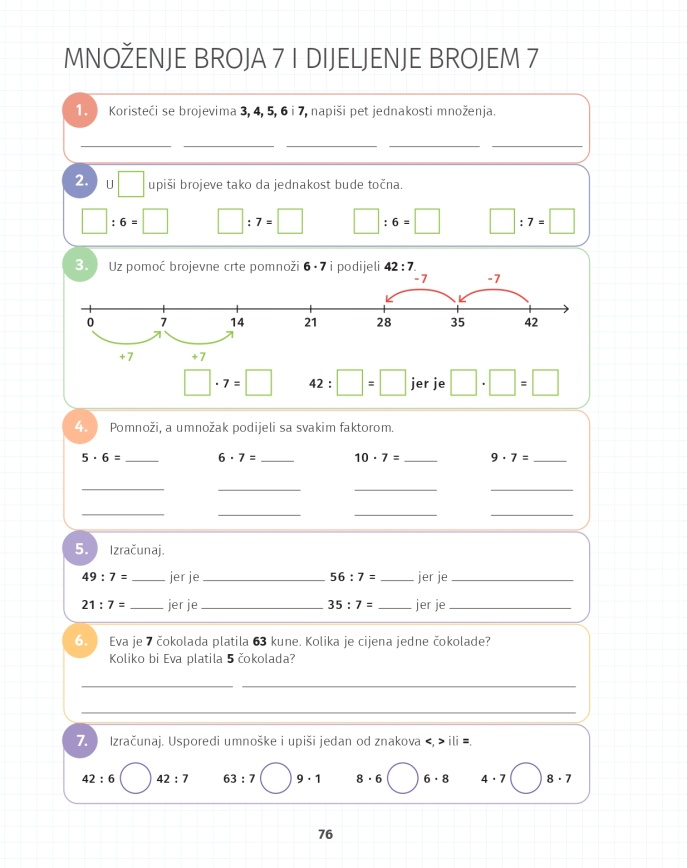 MNOŽENJE BROJA 7 I DIJELJENJE BROJEM 7
1. Koristeći se brojevima 3, 4, 5, 6 i 7, napiši pet jednakosti množenja.
2. U upiši brojeve tako da jednakost bude točna.
: 6 = : 7 = : 6 = : 7 =
3. Uz pomoć brojevne crte pomnoži 6 · 7 i podijeli 42 : 7.
-7 -7
0 7 14 21 28 35 42
+7 +7
· 7 = 42 : = jer je · =
4. Pomnoži, a umnožak podijeli sa svakim faktorom.
5 · 6 = ____ 6 · 7 = ____ 10 · 7 = ____ 9 · 7 = ____
5. Izračunaj.
49 : 7 = ____ jer je ____ 56 : 7 = ____ jer je ____
21 : 7 = ____ jer je ____ 35 : 7 = ____ jer je ____
6. Eva je 7 čokolada platila 63 kune. Kolika je cijena jedne čokolade?
Koliko bi Eva platila 5 čokolada?
7. Izračunaj. Usporedi umnoške i upiši jedan od znakova <, > ili =.
42 : 6 42 : 7 63 : 7 9 · 1 8 · 6 6 · 8 4 · 7 8 · 7
76